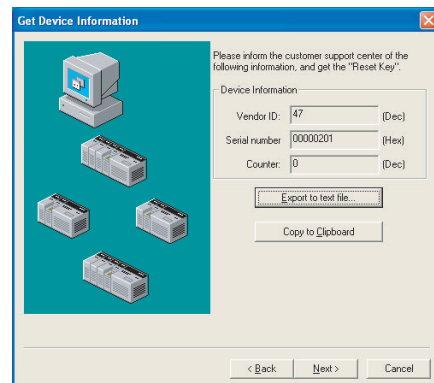 Get Device Information
Please inform the customer support center of the
following information, and get the "Reset Key".
Device Information
Vendor ID: 47 (Dec)
Serial number 00000201 (Hex)
Counter: 0 (Dec)
Export to text file...
Copy to Clipboard
< Back Next > Cancel